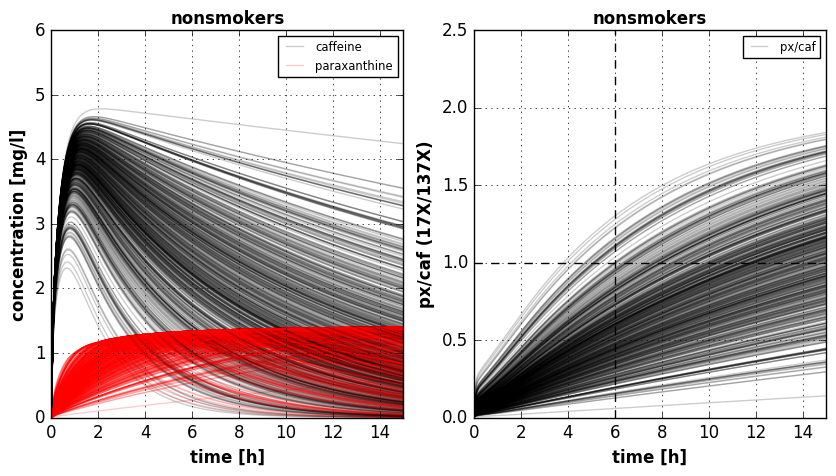 nonsmokers
6
5
4
3
2
1
0
0 2 4 6 8 10 12 14
concentration [mg/l]
time [h]
caffeine
paraxanthine
nonsmokers
2.5
2.0
1.5
1.0
0.5
0.0
0 2 4 6 8 10 12 14
px/caf (17X/137X)
time [h]
px/caf